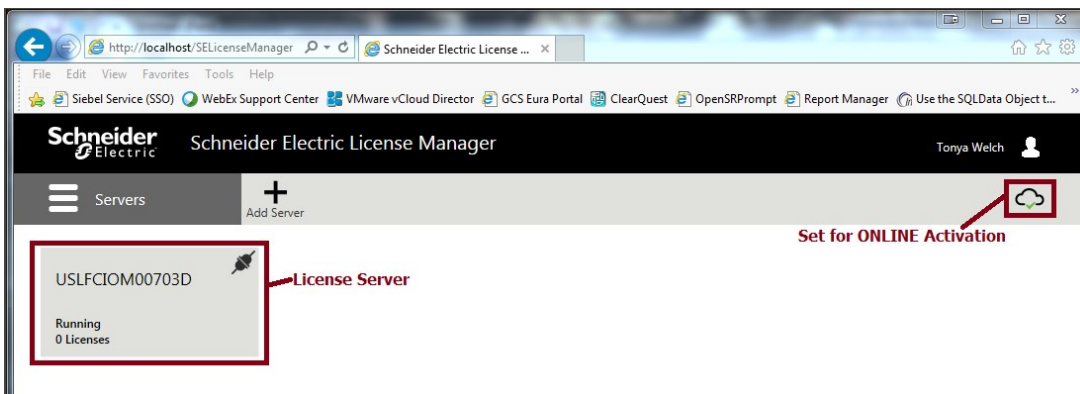 http://localhost/SELicenseManager
Schneider Electric License ...
File Edit View Favorites Tools Help
Siebel Service (SSO) WebEx Support Center VMware vCloud Director GCS Eura Portal ClearQuest OpenSRPrompt Report Manager Use the SQLData Object t...
Schneider Electric
Schneider Electric License Manager
Tonya Welch
Servers
Add Server
Set for ONLINE Activation
USLFCIOM00703D
License Server
Running
0 Licenses